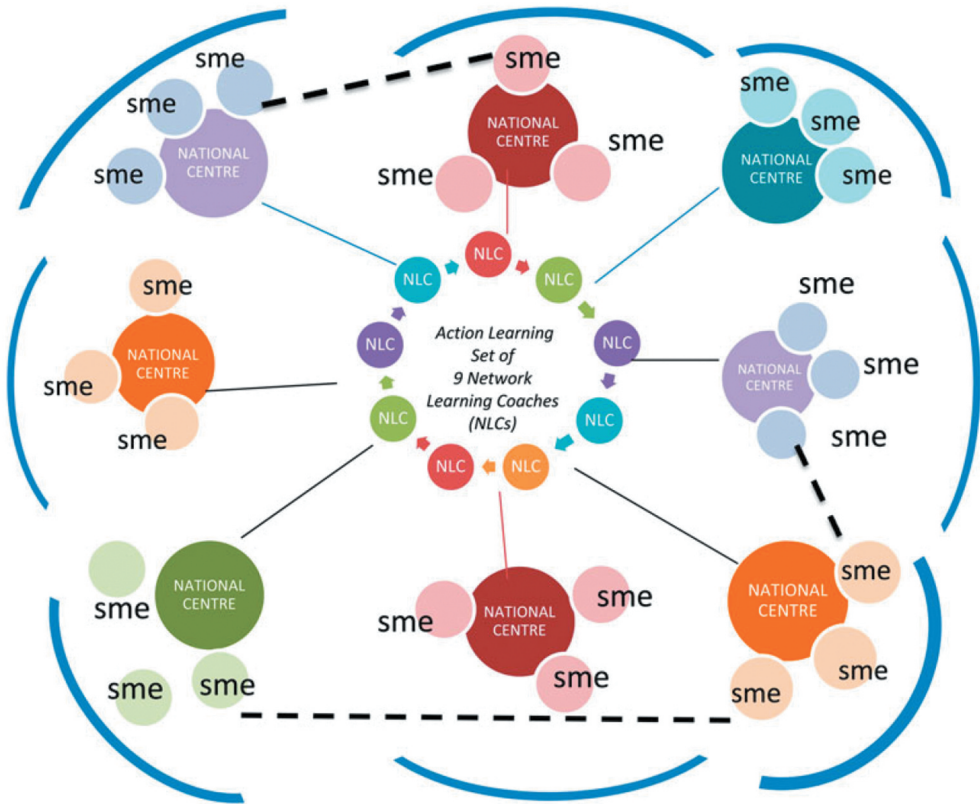 sme
sme
sme
NATIONAL
CENTRE
sme
NATIONAL
CENTRE
sme
sme
sme
sme
sme
NATIONAL
CENTRE
NLC
NLC
NLC
NLC
NLC
NLC
NLC
NLC
NLC
Action Learning
Set of
9 Network
Learning Coaches
(NLCs)
sme
NATIONAL
CENTRE
sme
sme
sme
NATIONAL
CENTRE
sme
sme
NATIONAL
CENTRE
sme
sme
sme
sme
NATIONAL
CENTRE
sme
sme
sme
NATIONAL
CENTRE
sme
sme